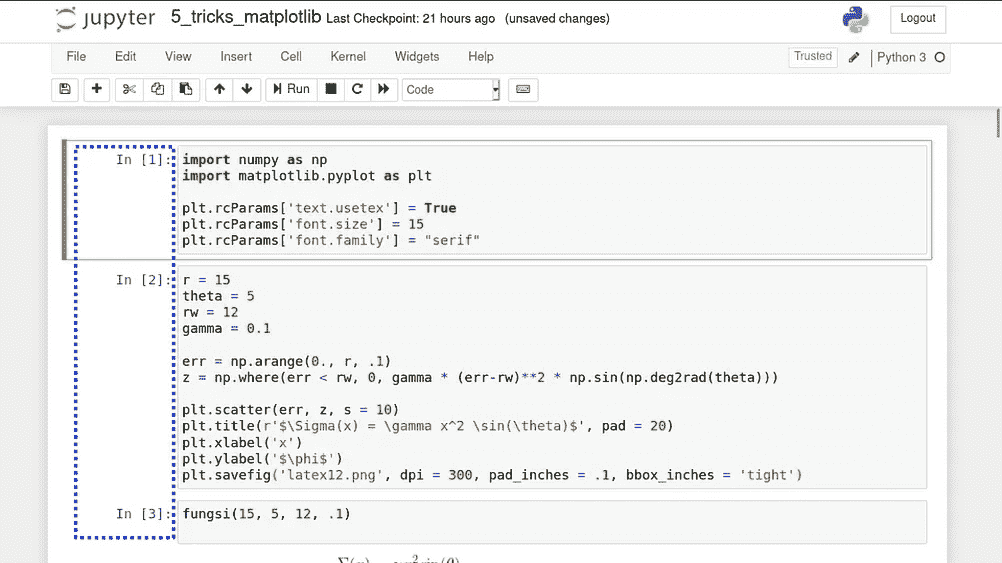 jupyter 5_tricks_matplotlib Last Checkpoint: 21 hours ago (unsaved changes) Logout
File Edit View Insert Cell Kernel Widgets Help Trusted Python 3
Run Code
In [1]: import numpy as np
import matplotlib.pyplot as plt
plt.rcParams['text.usetex'] = True
plt.rcParams['font.size'] = 15
plt.rcParams['font.family'] = "serif"
In [2]: r = 15
theta = 5
rw = 12
gamma = 0.1
err = np.arange(0., r, .1)
z = np.where(err < rw, 0, gamma * (err-rw)**2 * np.sin(np.deg2rad(theta)))
plt.scatter(err, z, s = 10)
plt.title(r'$\Sigma(x) = \gamma x^2 \sin(\theta)$', pad = 20)
plt.xlabel('x')
plt.ylabel('$\phi$')
plt.savefig('latex12.png', dpi = 300, pad_inches = .1, bbox_inches = 'tight')
In [3]: fungsi(15, 5, 12, .1)